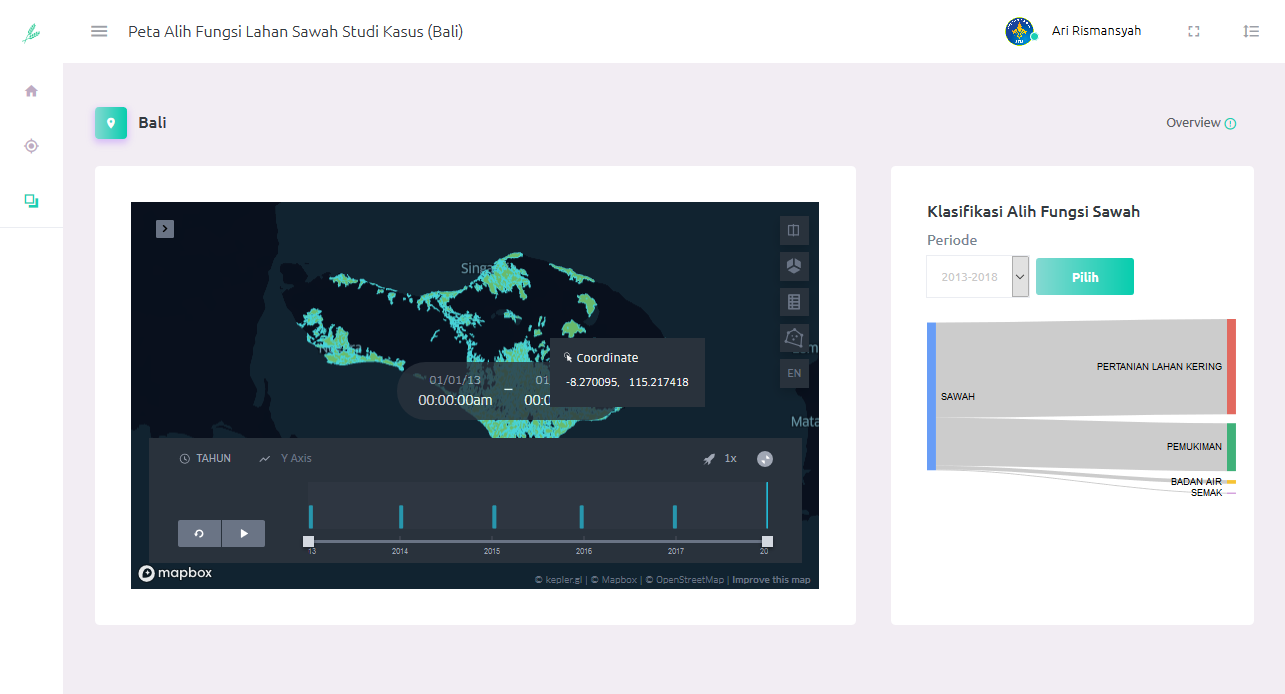 Peta Alih Fungsi Lahan Sawah Studi Kasus (Bali)
Ari Rismansyah
Bali
Overview
Klasifikasi Alih Fungsi Sawah
Periode
2013-2018
Pilih
SAWAH
PERTANIAN LAHAN KERING
PEMUKIMAN
BADAN AIR
SEMAK
EN
Coordinate
-8.270095, 115.217418
01/01/13
00:00:00am
–
01
00:0
Mata
TAHUN
Y Axis
1x
13
2014
2015
2016
2017
20
mapbox
© kepler.gl | © Mapbox | © OpenStreetMap | Improve this map